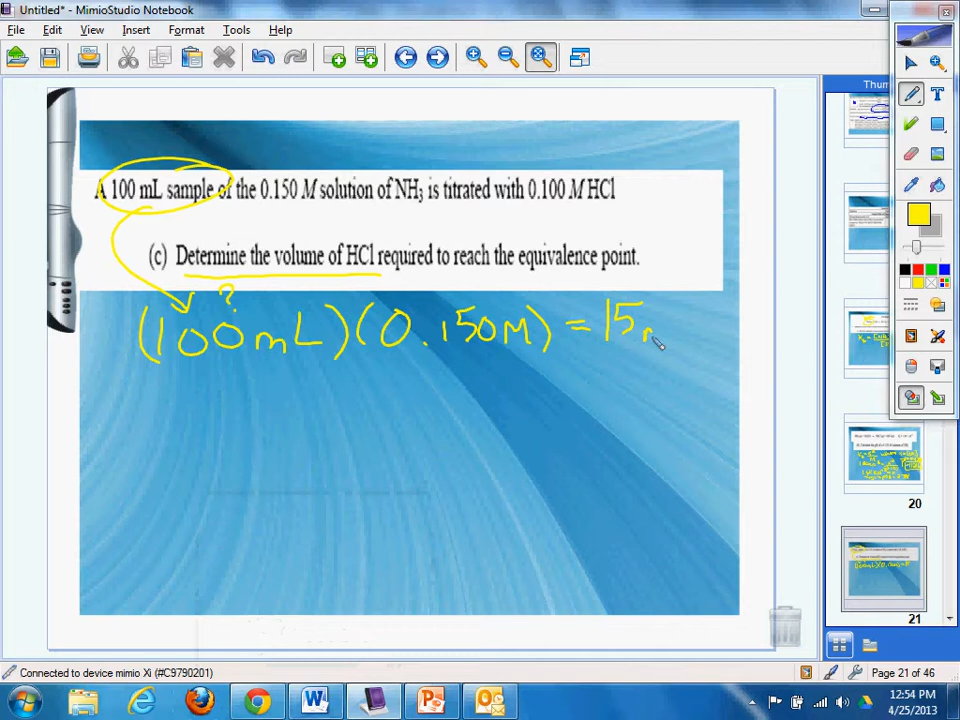 Untitled* - MimioStudio Notebook
File Edit View Insert Format Tools Help
Thum
A 100 mL sample of the 0.150 M solution of NH₃ is titrated with 0.100 M HCl
(c) Determine the volume of HCl required to reach the equivalence point.
?
(100mL)(0.150M) = 15m
20
21
Connected to device mimio Xi (#C9790201)
Page 21 of 46
12:54 PM
4/25/2013